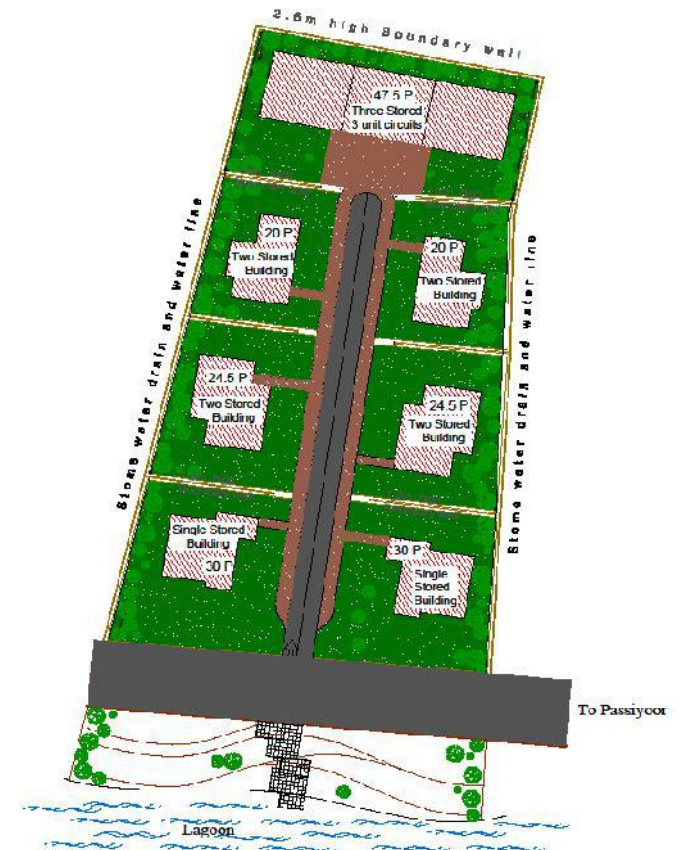 2.6m high Boundary wall
47.5 P
Three Stored
3 unit circuits
20 P
Two Stored
Building
20 P
Two Stored
Building
Stome water drain and water line
Stome water drain and water line
24.5 P
Two Stored
Building
24.5 P
Two Stored
Building
Single Stored
Building
30 P
30 P
Single
Stored
Building
To Passiyoor
Lagoon